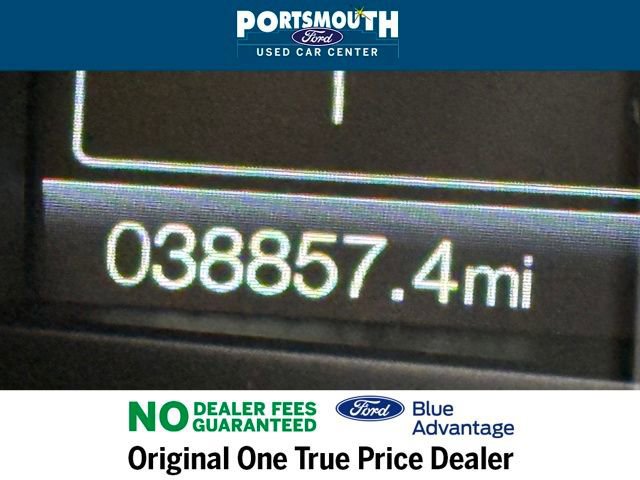 PORTSMOUTH
Ford
USED CAR CENTER
038857.4mi
NO DEALER FEES
GUARANTEED
Ford Blue
Advantage
Original One True Price Dealer